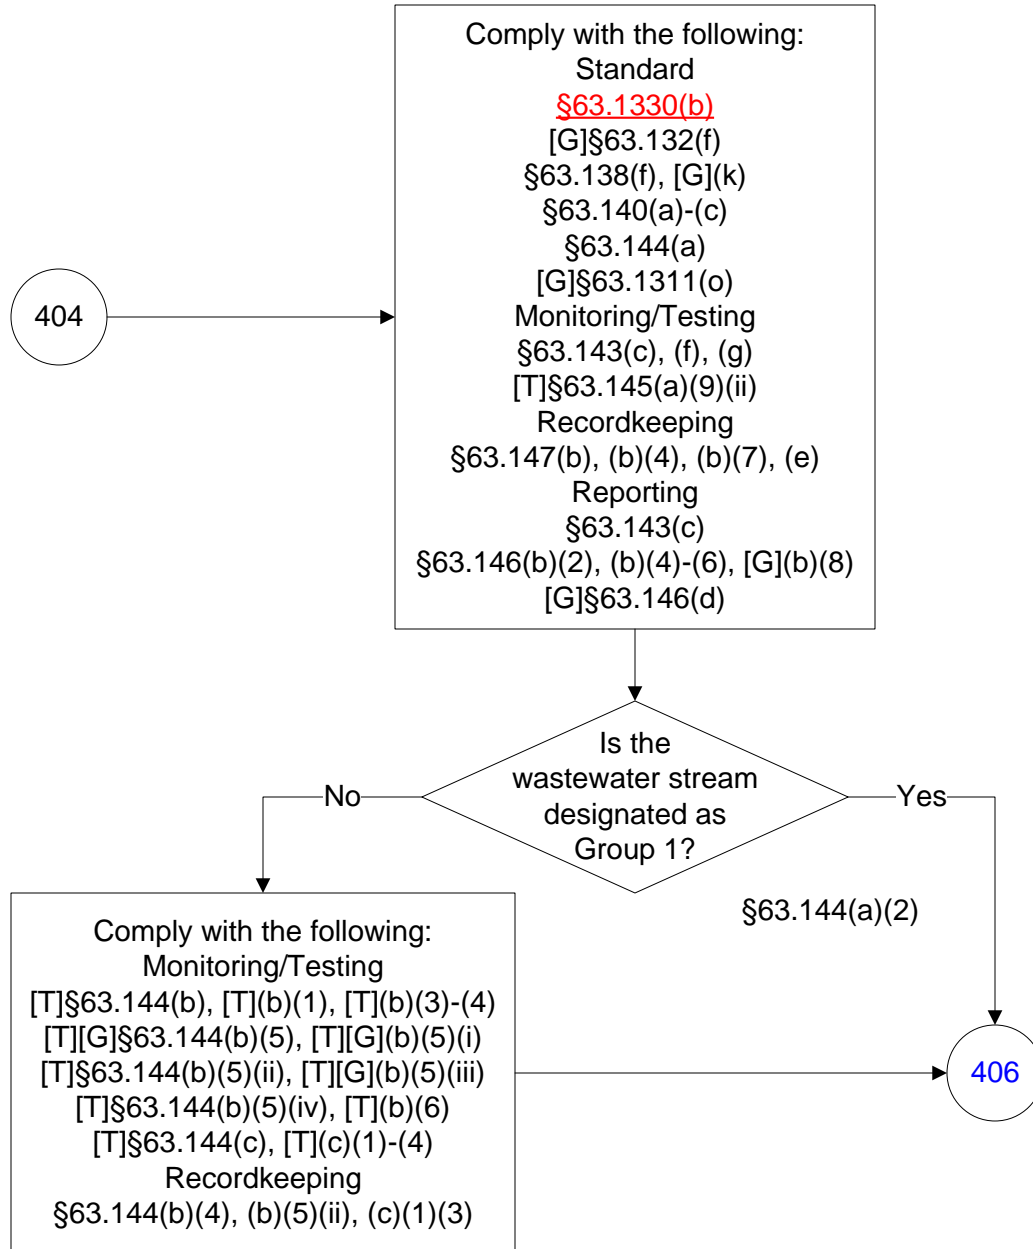 Comply with the following:
Standard
§63.1330(b)
[G]§63.132(f)
§63.138(f), [G](k)
§63.140(a)-(c)
§63.144(a)
[G]§63.1311(o)
Monitoring/Testing
§63.143(c), (f), (g)
[T]§63.145(a)(9)(ii)
Recordkeeping
§63.147(b), (b)(4), (b)(7), (e)
Reporting
§63.143(c)
§63.146(b)(2), (b)(4)-(6), [G](b)(8)
[G]§63.146(d)
404
Is the
wastewater stream
designated as
Group 1?
No
Yes
§63.144(a)(2)
Comply with the following:
Monitoring/Testing
[T]§63.144(b), [T](b)(1), [T](b)(3)-(4)
[T][G]§63.144(b)(5), [T][G](b)(5)(i)
[T]§63.144(b)(5)(ii), [T][G](b)(5)(iii)
[T]§63.144(b)(5)(iv), [T](b)(6)
[T]§63.144(c), [T](c)(1)-(4)
Recordkeeping
§63.144(b)(4), (b)(5)(ii), (c)(1)(3)
406